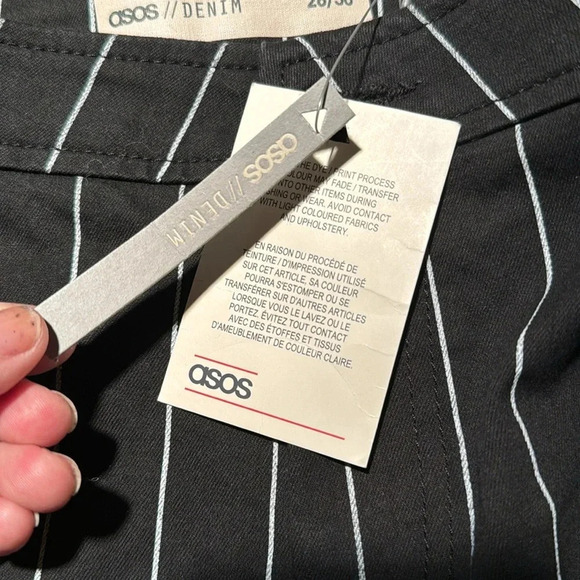 asos // DENIM
asos // DENIM
THE DYE / PRINT PROCESS
COLOUR MAY FADE / TRANSFER
ONTO OTHER ITEMS DURING
OR WEAR. AVOID CONTACT
WITH LIGHT COLOURED FABRICS
AND UPHOLSTERY.
EN RAISON DU PROCÉDÉ DE
TEINTURE / D'IMPRESSION UTILISÉ
SUR CET ARTICLE, SA COULEUR
POURRA S'ESTOMPER OU SE
TRANSFÉRER SUR D'AUTRES ARTICLES
LORSQUE VOUS LE LAVEZ OU LE
PORTEZ. ÉVITEZ TOUT CONTACT
AVEC DES ÉTOFFES ET TISSUS
D'AMEUBLEMENT DE COULEUR CLAIRE.
asos